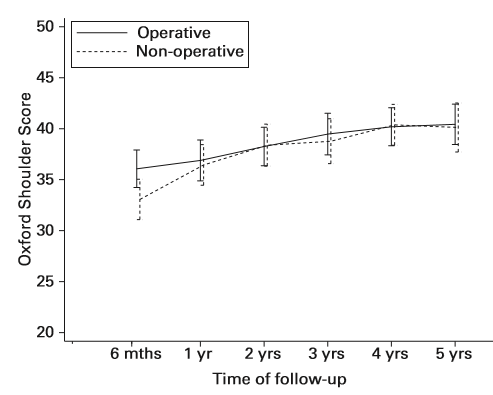 Operative
Non-operative
Oxford Shoulder Score
50
45
40
35
30
25
20
6 mths 1 yr 2 yrs 3 yrs 4 yrs 5 yrs
Time of follow-up